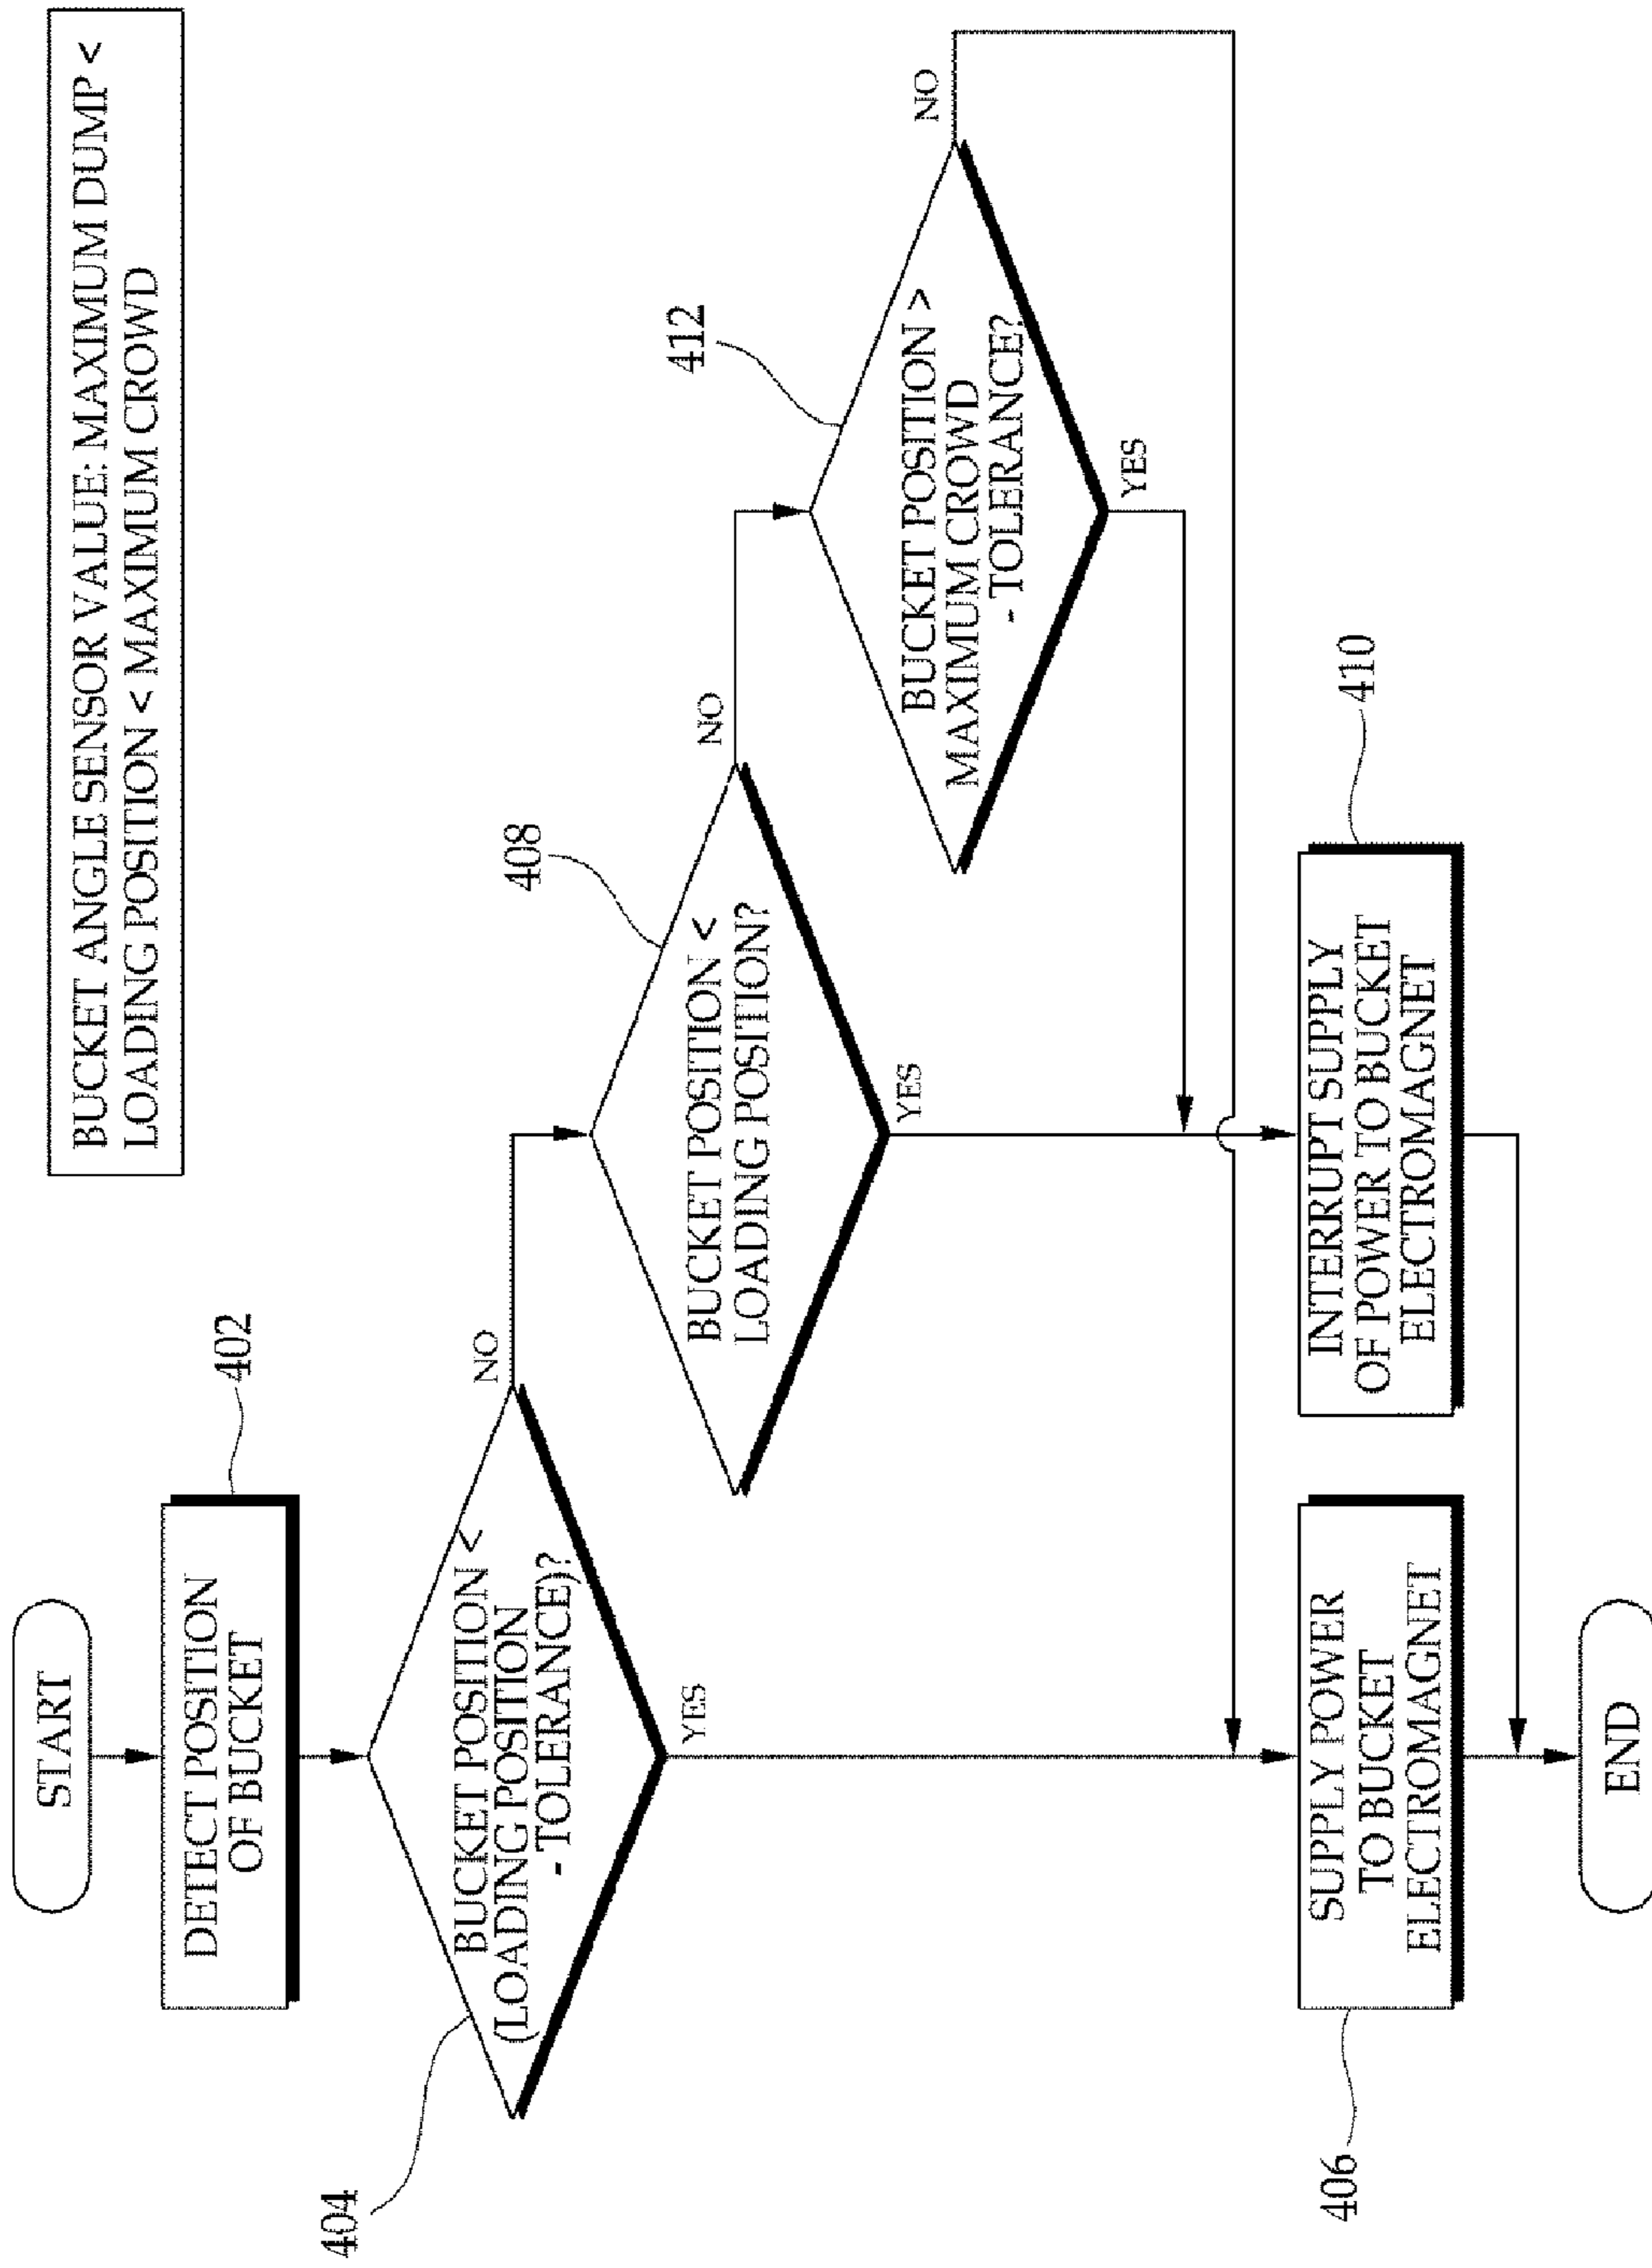 BUCKET ANGLE SENSOR VALUE: MAXIMUM DUMP <
LOADING POSITION < MAXIMUM CROWD
START
DETECT POSITION
OF BUCKET
402
BUCKET POSITION <
(LOADING POSITION
- TOLERANCE)?
404
NO
YES
BUCKET POSITION <
LOADING POSITION?
408
NO
YES
BUCKET POSITION >
MAXIMUM CROWD
- TOLERANCE?
412
NO
YES
SUPPLY POWER
TO BUCKET
ELECTROMAGNET
406
INTERRUPT SUPPLY
OF POWER TO BUCKET
ELECTROMAGNET
410
END